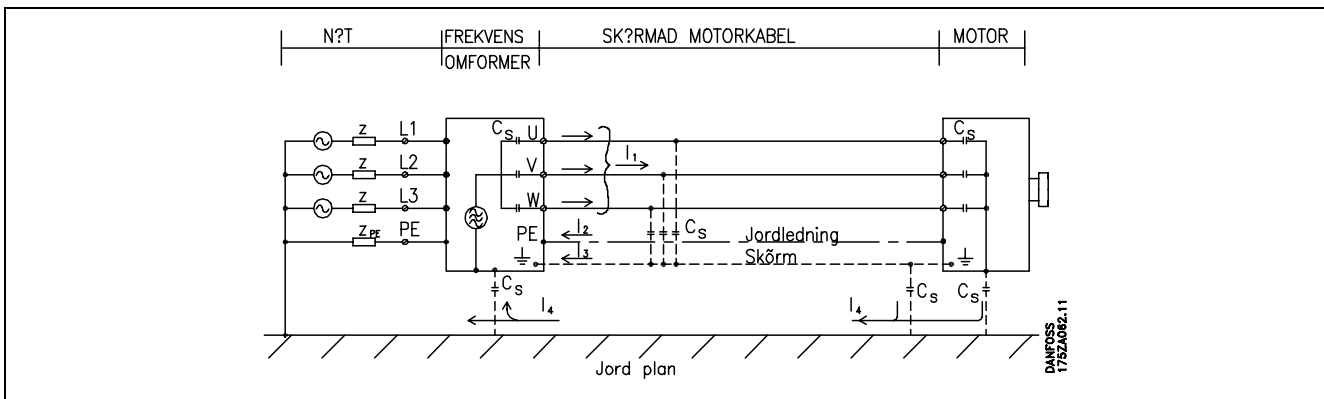 N?T
FREKVENS
OMFORMER
SK?RMAD MOTORKABEL
MOTOR
z L1
CS U
CS
z L2
V
I1
z L3
W
zPE PE
PE
I2
CS
Jordledning
I3
Skõrm
CS
I4
I4
CS
CS
Jord plan
DANFOSS
175ZA062.11